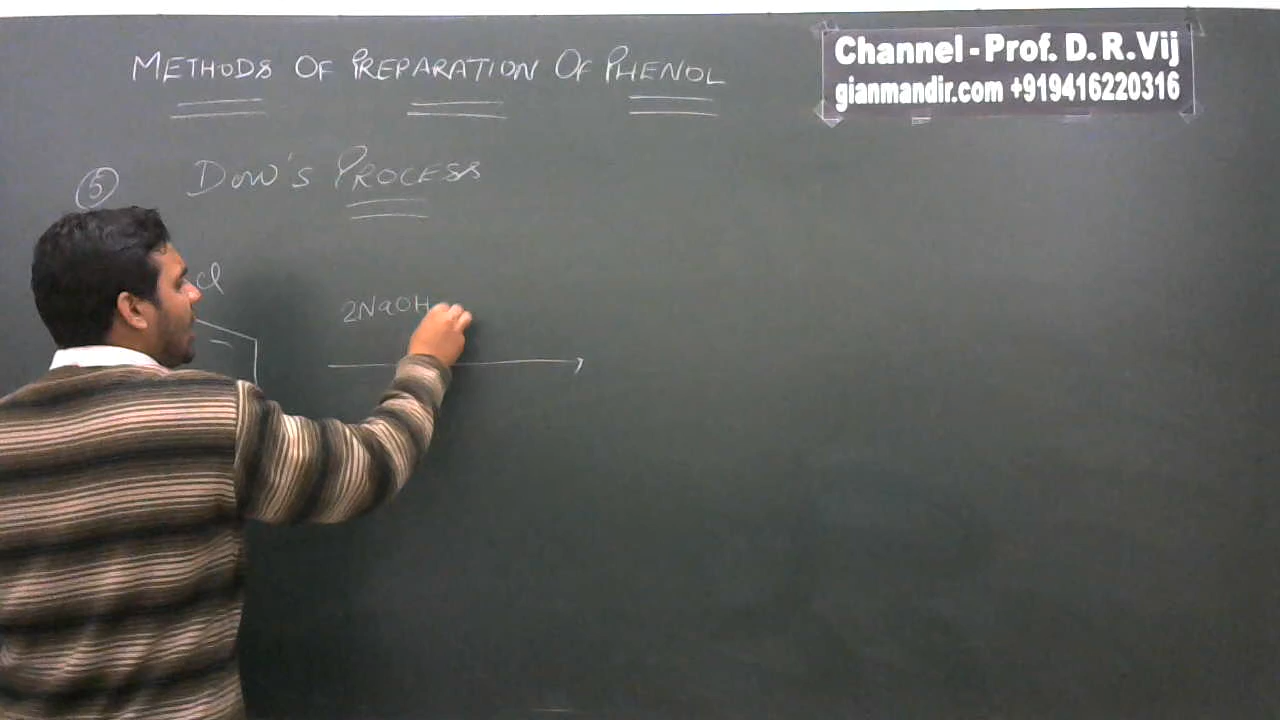 METHODS OF PREPARATION OF PHENOL
Channel - Prof. D. R. Vij
gianmandir.com +919416220316
5 DOW'S PROCESS
Cl
2NaOH